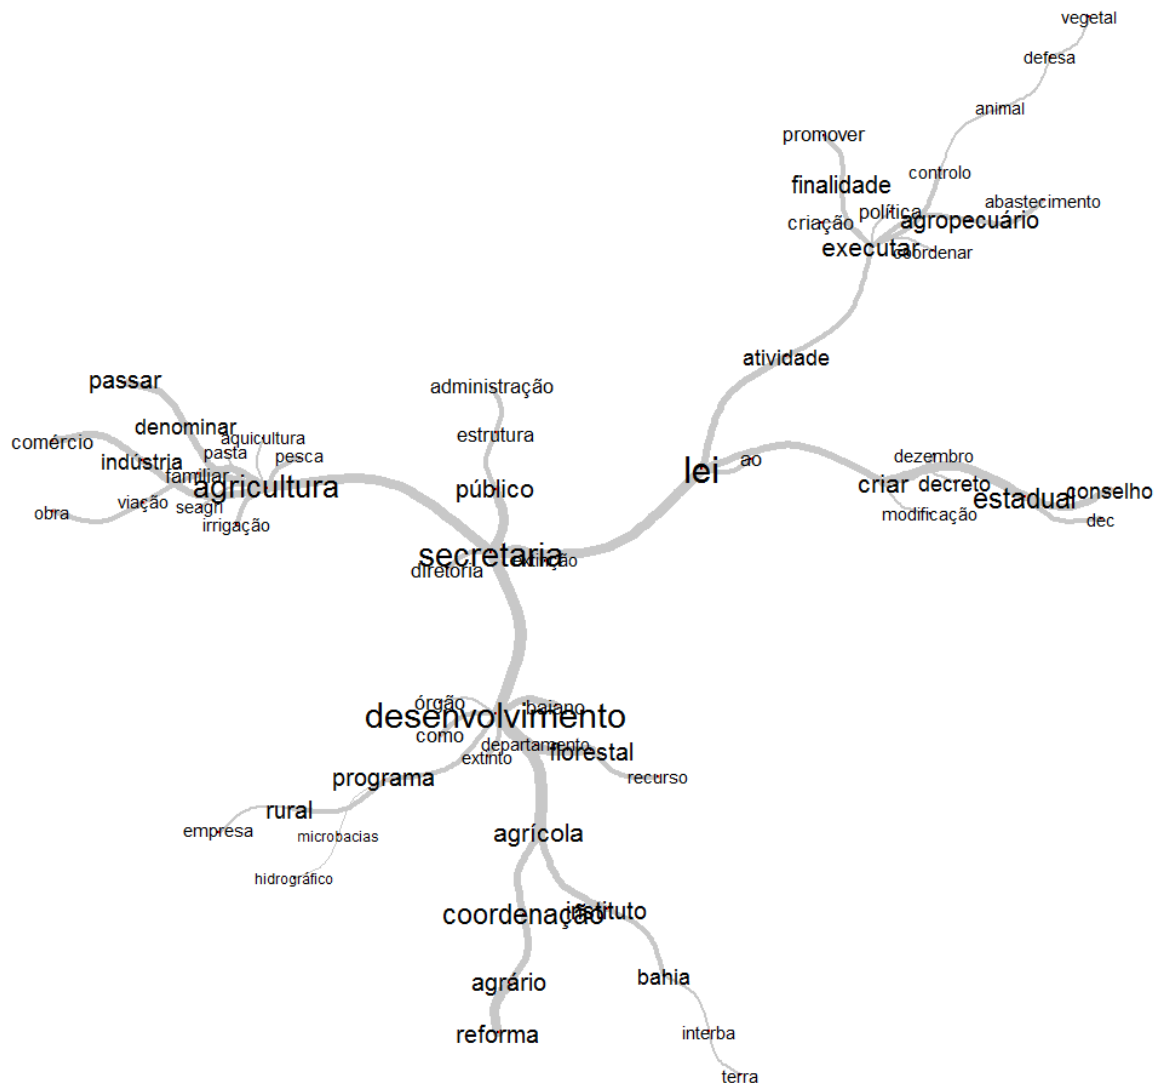 vegetal
defesa
animal
promover
controlo
finalidade
abastecimento
política
criação
agropecuário
executar
coordenar
atividade
passar
administração
denominar
comércio
aquicultura
estrutura
pasta
pesca
indústria
ao
dezembro
lei
familiar
agricultura
público
criar
decreto
conselho
estadual
viação
seagri
obra
modificação
dec
irrigação
secretaria
extinção
diretoria
órgão
baiano
desenvolvimento
como
departamento
florestal
extinto
programa
recurso
rural
empresa
microbacias
agrícola
hidrográfico
coordenação
instituto
bahia
agrário
reforma
interba
terra